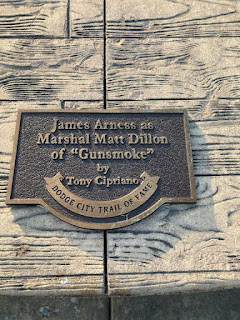 James Arness as
Marshal Matt Dillon
of "Gunsmoke"
by
Tony Cipriano
DODGE CITY TRAIL OF FAME